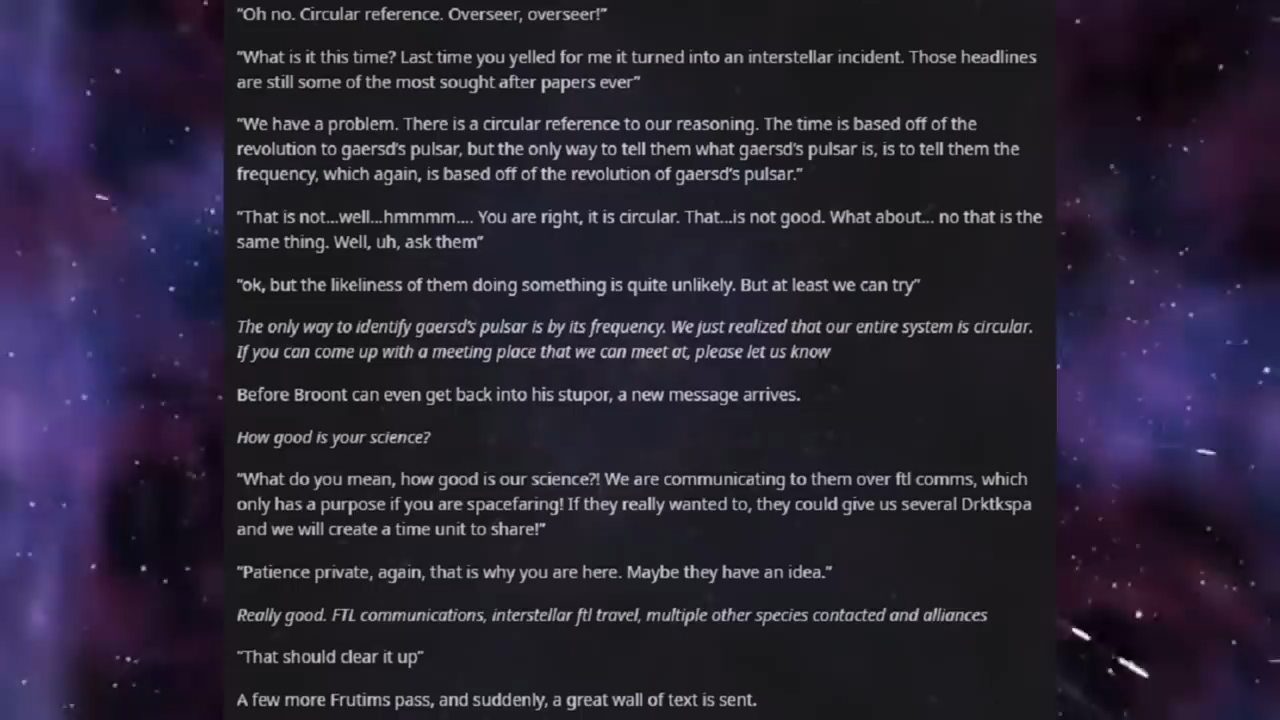 “Oh no. Circular reference. Overseer, overseer!”
“What is it this time? Last time you yelled for me it turned into an interstellar incident. Those headlines
are still some of the most sought after papers ever”
“We have a problem. There is a circular reference to our reasoning. The time is based off of the
revolution to gaersd’s pulsar, but the only way to tell them what gaersd’s pulsar is, is to tell them the
frequency, which again, is based off of the revolution of gaersd’s pulsar.”
“That is not...well...hmmmm.... You are right, it is circular. That...is not good. What about... no that is the
same thing. Well, uh, ask them”
“ok, but the likeliness of them doing something is quite unlikely. But at least we can try”
The only way to identify gaersd’s pulsar is by its frequency. We just realized that our entire system is circular.
If you can come up with a meeting place that we can meet at, please let us know
Before Broont can even get back into his stupor, a new message arrives.
How good is your science?
“What do you mean, how good is our science?! We are communicating to them over ftl comms, which
only has a purpose if you are spacefaring! If they really wanted to, they could give us several Drktkspa
and we will create a time unit to share!”
“Patience private, again, that is why you are here. Maybe they have an idea.”
Really good. FTL communications, interstellar ftl travel, multiple other species contacted and alliances
“That should clear it up”
A few more Frutims pass, and suddenly, a great wall of text is sent.